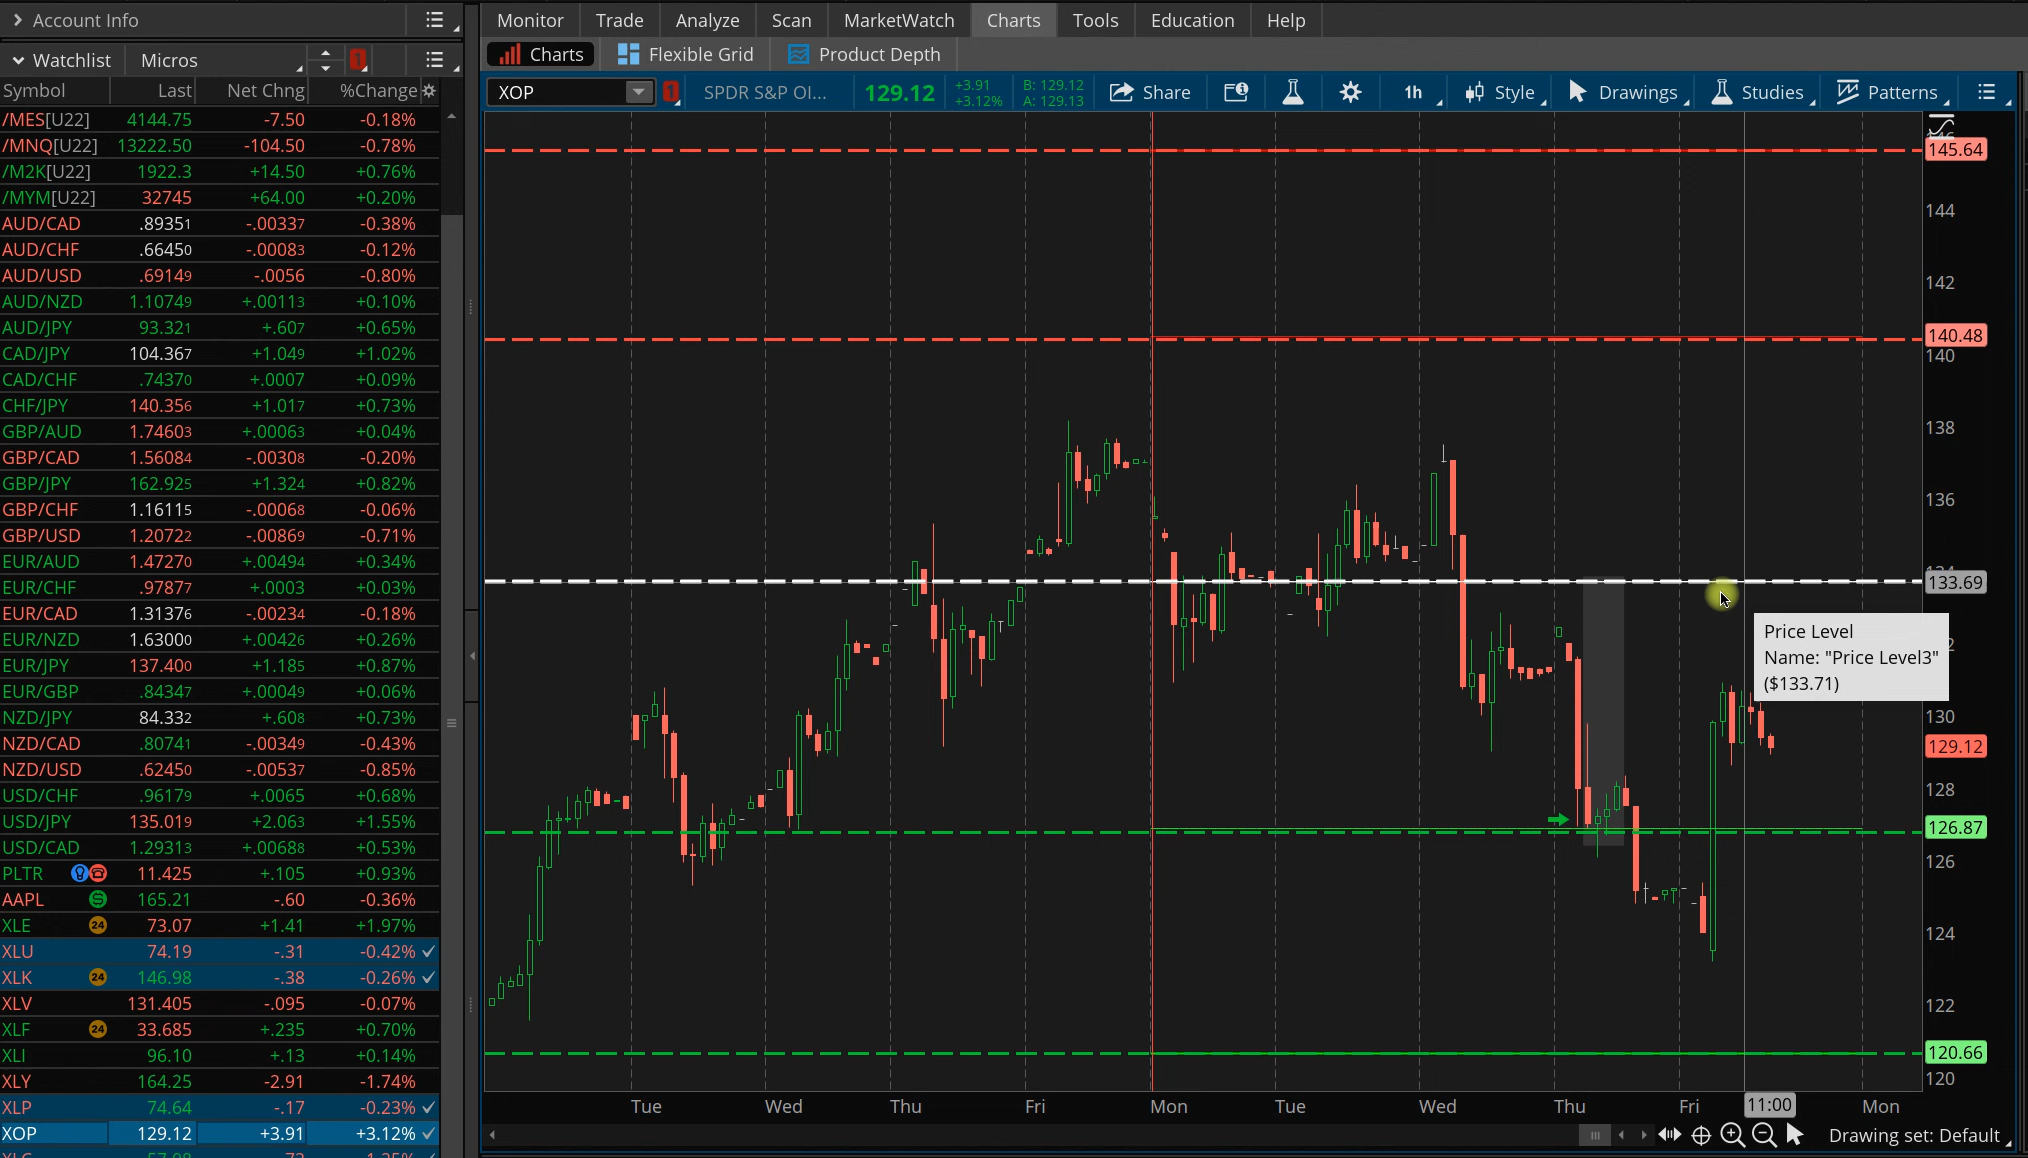 Account Info
Monitor Trade Analyze Scan MarketWatch Charts Tools Education Help
Watchlist Micros 1
Charts Flexible Grid Product Depth
Symbol Last Net Chng %Change
XOP 1 SPDR S&P OI... 129.12 +3.91 +3.12% B: 129.12 A: 129.13 Share 1h Style Drawings Studies Patterns
/MES[U22] 4144.75 -7.50 -0.18%
/MNQ[U22] 13222.50 -104.50 -0.78%
/M2K[U22] 1922.3 +14.50 +0.76%
/MYM[U22] 32745 +64.00 +0.20%
AUD/CAD .89351 -.00337 -0.38%
AUD/CHF .66450 -.00083 -0.12%
AUD/USD .69149 -.0056 -0.80%
AUD/NZD 1.10749 +.00113 +0.10%
AUD/JPY 93.321 +.607 +0.65%
CAD/JPY 104.367 +1.049 +1.02%
CAD/CHF .74370 +.0007 +0.09%
CHF/JPY 140.356 +1.017 +0.73%
GBP/AUD 1.74603 +.00063 +0.04%
GBP/CAD 1.56084 -.00308 -0.20%
GBP/JPY 162.925 +1.324 +0.82%
GBP/CHF 1.16115 -.00068 -0.06%
GBP/USD 1.20722 -.00869 -0.71%
EUR/AUD 1.47270 +.00494 +0.34%
EUR/CHF .97877 +.0003 +0.03%
EUR/CAD 1.31376 -.00234 -0.18%
EUR/NZD 1.63000 +.00426 +0.26%
EUR/JPY 137.400 +1.185 +0.87%
EUR/GBP .84347 +.00049 +0.06%
NZD/JPY 84.332 +.608 +0.73%
NZD/CAD .80741 -.00349 -0.43%
NZD/USD .62450 -.00537 -0.85%
USD/CHF .96179 +.0065 +0.68%
USD/JPY 135.019 +2.063 +1.55%
USD/CAD 1.29313 +.00688 +0.53%
PLTR 11.425 +.105 +0.93%
AAPL 165.21 -.60 -0.36%
XLE 24 73.07 +1.41 +1.97%
XLU 74.19 -.31 -0.42%
XLK 24 146.98 -.38 -0.26%
XLV 131.405 -.095 -0.07%
XLF 24 33.685 +.235 +0.70%
XLI 96.10 +.13 +0.14%
XLY 164.25 -2.91 -1.74%
XLP 74.64 -.17 -0.23%
XOP 129.12 +3.91 +3.12%
145.64
144
142
140.48
140
138
136
133.69
Price Level
Name: "Price Level3"
($133.71)
130
129.12
128
126.87
126
124
122
120.66
120
Tue Wed Thu Fri Mon Tue Wed Thu Fri 11:00 Mon
Drawing set: Default